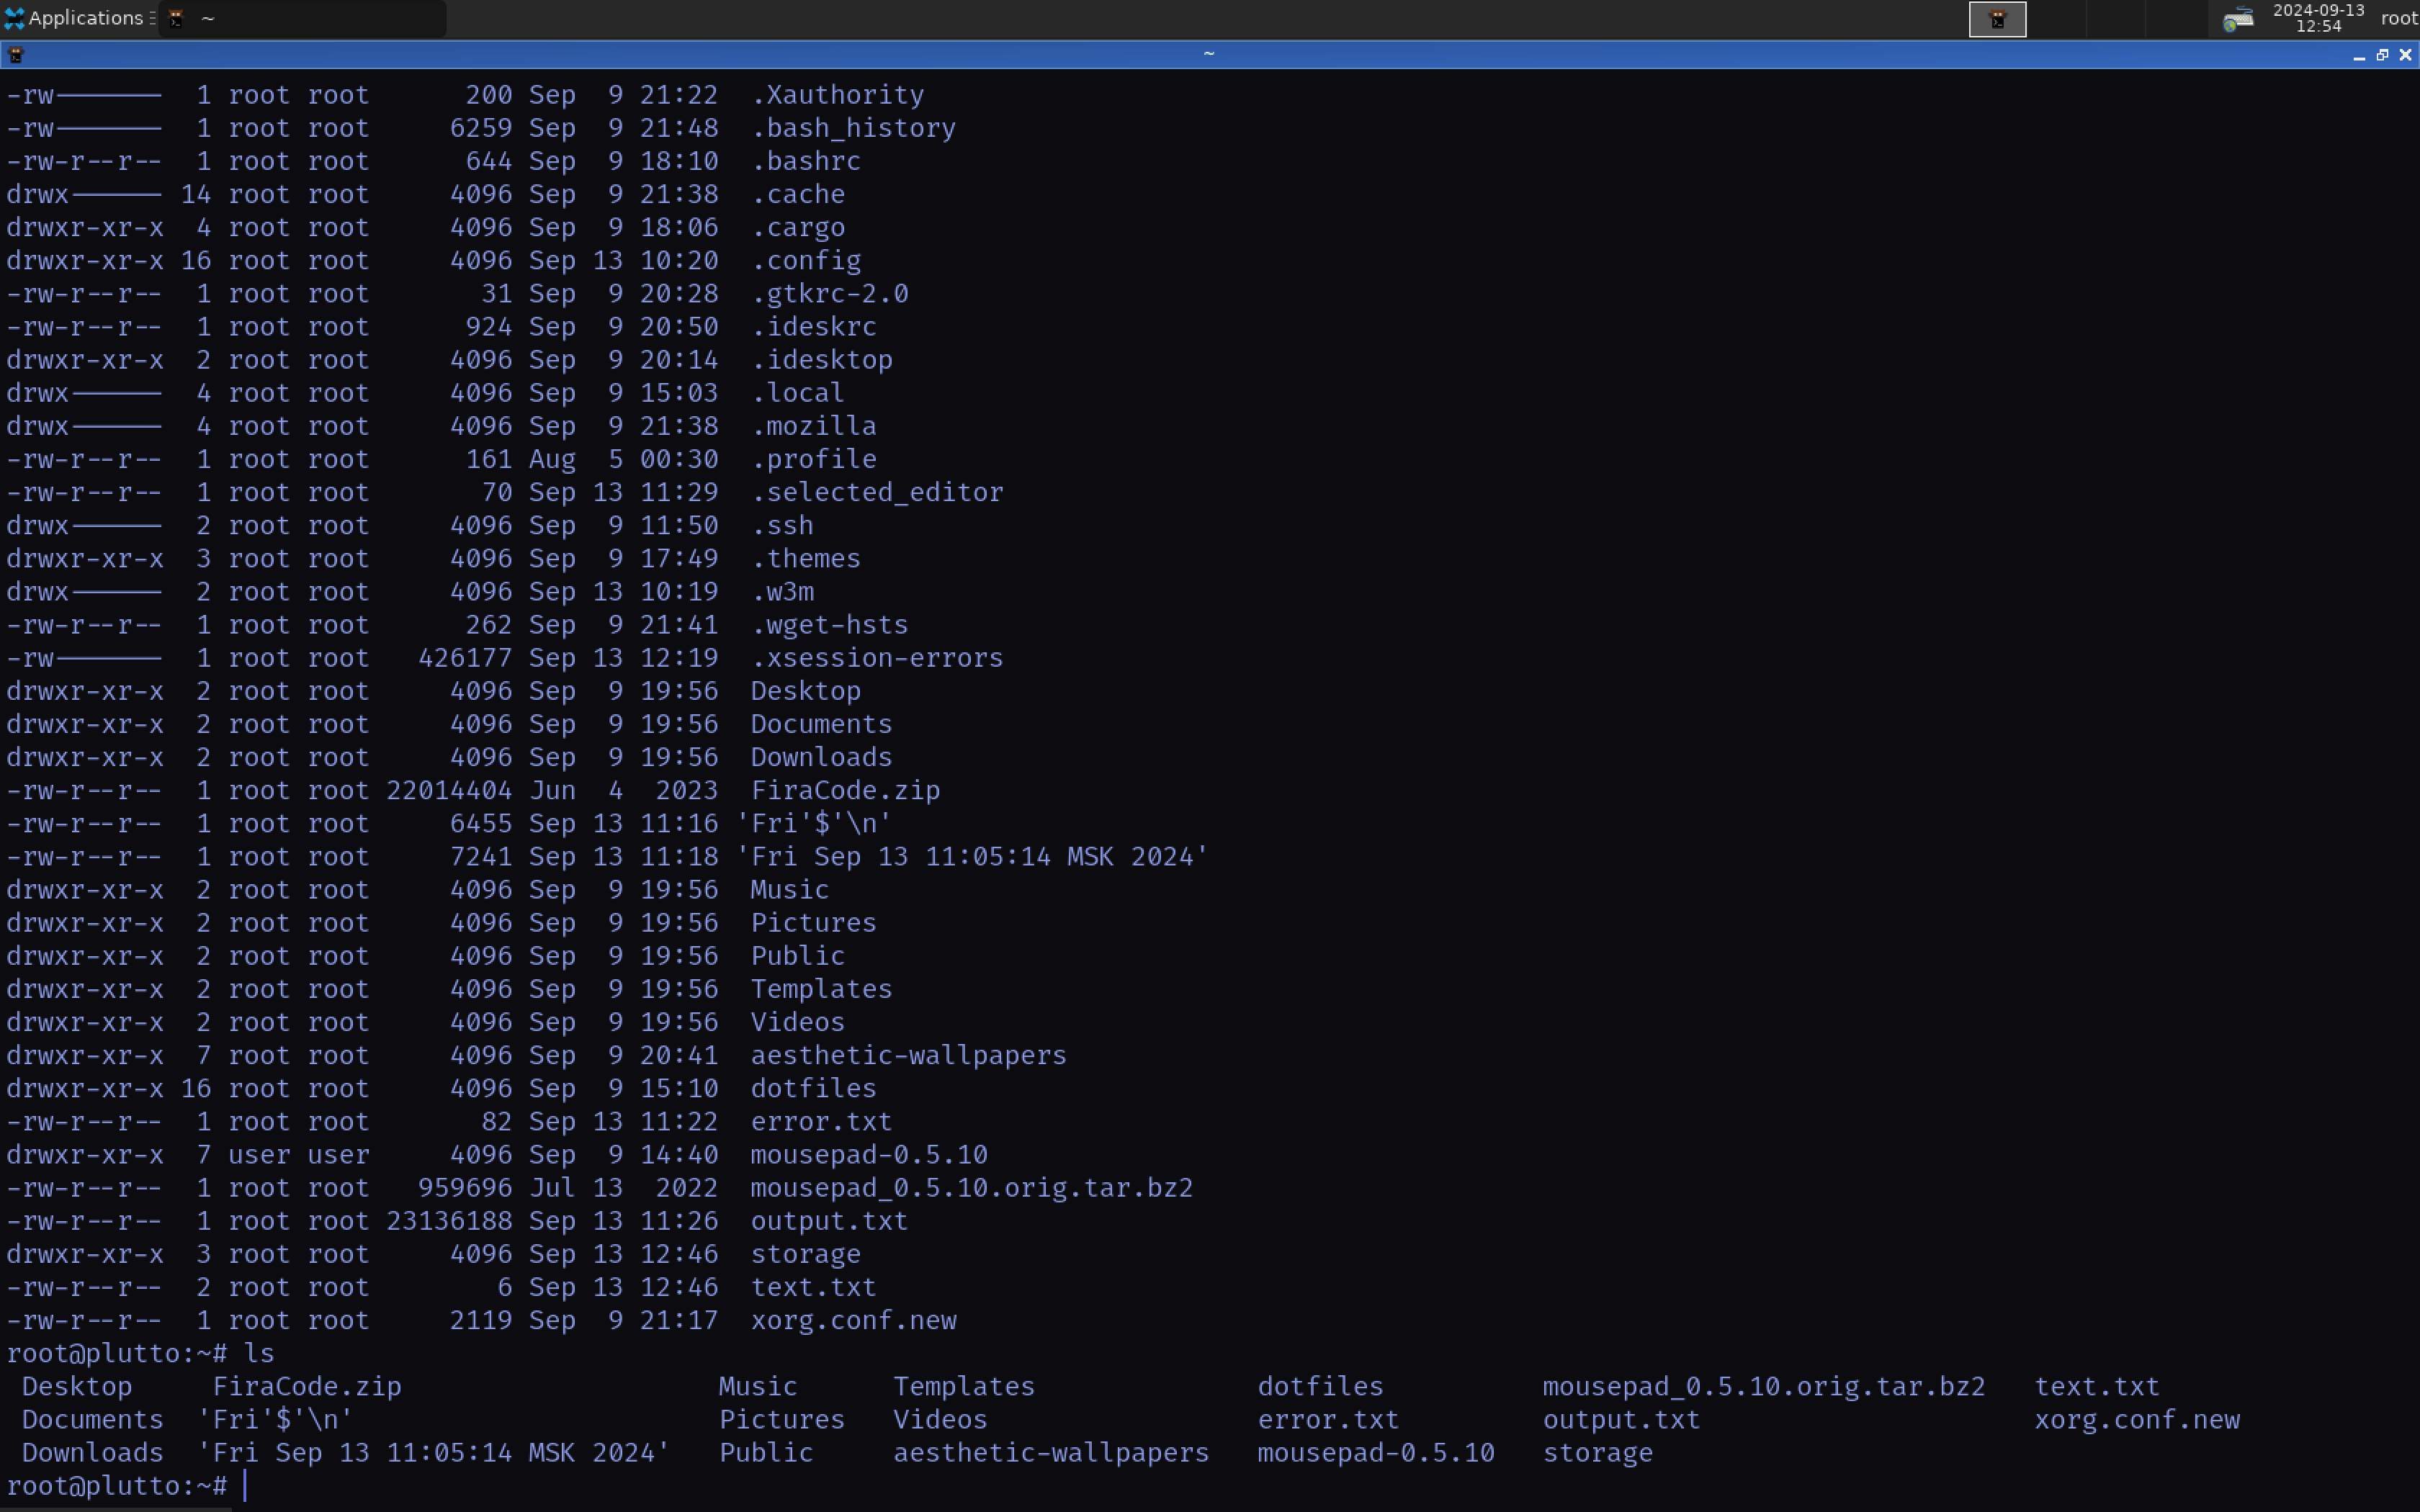 Applications
~
2024-09-13
12:54
root
~
-rw------- 1 root root 200 Sep 9 21:22 .Xauthority
-rw------- 1 root root 6259 Sep 9 21:48 .bash_history
-rw-r--r-- 1 root root 644 Sep 9 18:10 .bashrc
drwx------ 14 root root 4096 Sep 9 21:38 .cache
drwxr-xr-x 4 root root 4096 Sep 9 18:06 .cargo
drwxr-xr-x 16 root root 4096 Sep 13 10:20 .config
-rw-r--r-- 1 root root 31 Sep 9 20:28 .gtkrc-2.0
-rw-r--r-- 1 root root 924 Sep 9 20:50 .ideskrc
drwxr-xr-x 2 root root 4096 Sep 9 20:14 .idesktop
drwx------ 4 root root 4096 Sep 9 15:03 .local
drwx------ 4 root root 4096 Sep 9 21:38 .mozilla
-rw-r--r-- 1 root root 161 Aug 5 00:30 .profile
-rw-r--r-- 1 root root 70 Sep 13 11:29 .selected_editor
drwx------ 2 root root 4096 Sep 9 11:50 .ssh
drwxr-xr-x 3 root root 4096 Sep 9 17:49 .themes
drwx------ 2 root root 4096 Sep 13 10:19 .w3m
-rw-r--r-- 1 root root 262 Sep 9 21:41 .wget-hsts
-rw------- 1 root root 426177 Sep 13 12:19 .xsession-errors
drwxr-xr-x 2 root root 4096 Sep 9 19:56 Desktop
drwxr-xr-x 2 root root 4096 Sep 9 19:56 Documents
drwxr-xr-x 2 root root 4096 Sep 9 19:56 Downloads
-rw-r--r-- 1 root root 22014404 Jun 4 2023 FiraCode.zip
-rw-r--r-- 1 root root 6455 Sep 13 11:16 'Fri'$'\n'
-rw-r--r-- 1 root root 7241 Sep 13 11:18 'Fri Sep 13 11:05:14 MSK 2024'
drwxr-xr-x 2 root root 4096 Sep 9 19:56 Music
drwxr-xr-x 2 root root 4096 Sep 9 19:56 Pictures
drwxr-xr-x 2 root root 4096 Sep 9 19:56 Public
drwxr-xr-x 2 root root 4096 Sep 9 19:56 Templates
drwxr-xr-x 2 root root 4096 Sep 9 19:56 Videos
drwxr-xr-x 7 root root 4096 Sep 9 20:41 aesthetic-wallpapers
drwxr-xr-x 16 root root 4096 Sep 9 15:10 dotfiles
-rw-r--r-- 1 root root 82 Sep 13 11:22 error.txt
drwxr-xr-x 7 user user 4096 Sep 9 14:40 mousepad-0.5.10
-rw-r--r-- 1 root root 959696 Jul 13 2022 mousepad_0.5.10.orig.tar.bz2
-rw-r--r-- 1 root root 23136188 Sep 13 11:26 output.txt
drwxr-xr-x 3 root root 4096 Sep 13 12:46 storage
-rw-r--r-- 2 root root 6 Sep 13 12:46 text.txt
-rw-r--r-- 1 root root 2119 Sep 9 21:17 xorg.conf.new
root@plutto:~# ls
Desktop FiraCode.zip Music Templates dotfiles mousepad_0.5.10.orig.tar.bz2 text.txt
Documents 'Fri'$'\n' Pictures Videos error.txt output.txt xorg.conf.new
Downloads 'Fri Sep 13 11:05:14 MSK 2024' Public aesthetic-wallpapers mousepad-0.5.10 storage
root@plutto:~#